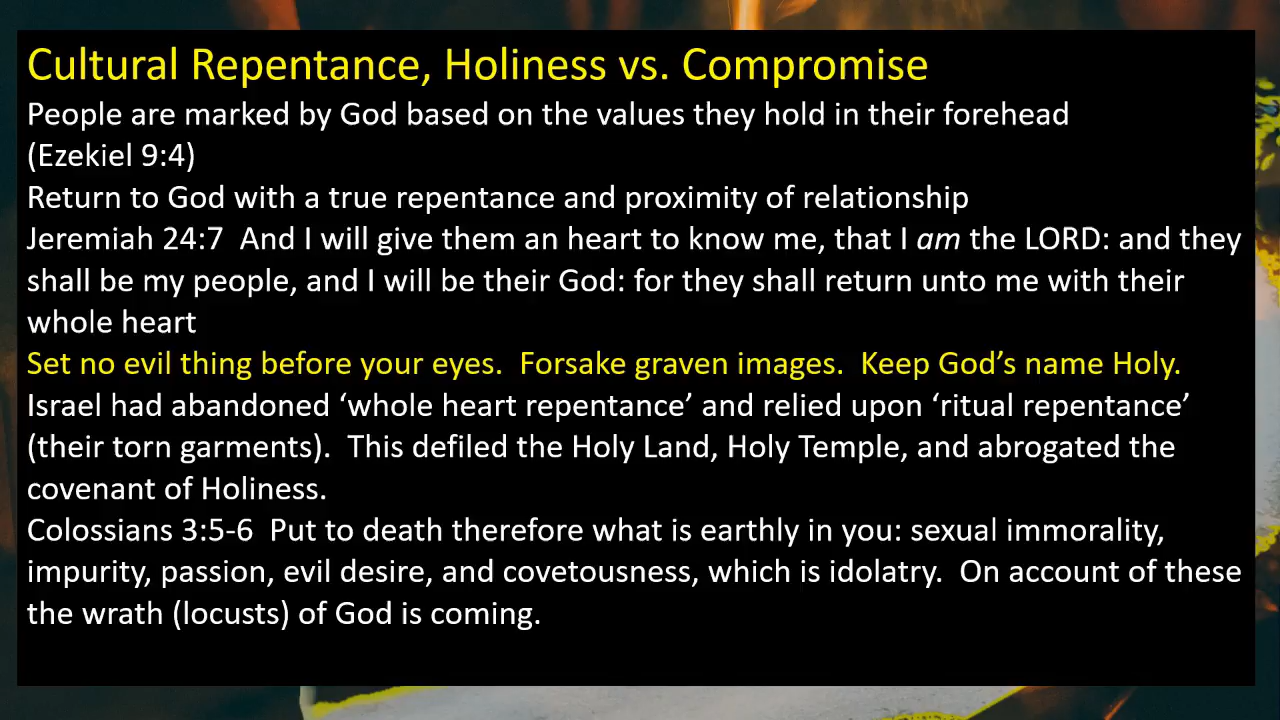 Cultural Repentance, Holiness vs. Compromise
People are marked by God based on the values they hold in their forehead
(Ezekiel 9:4)
Return to God with a true repentance and proximity of relationship
Jeremiah 24:7  And I will give them an heart to know me, that I am the LORD: and they
shall be my people, and I will be their God: for they shall return unto me with their
whole heart
Set no evil thing before your eyes.  Forsake graven images.  Keep God’s name Holy.
Israel had abandoned ‘whole heart repentance’ and relied upon ‘ritual repentance’
(their torn garments).  This defiled the Holy Land, Holy Temple, and abrogated the
covenant of Holiness.
Colossians 3:5-6  Put to death therefore what is earthly in you: sexual immorality,
impurity, passion, evil desire, and covetousness, which is idolatry.  On account of these
the wrath (locusts) of God is coming.